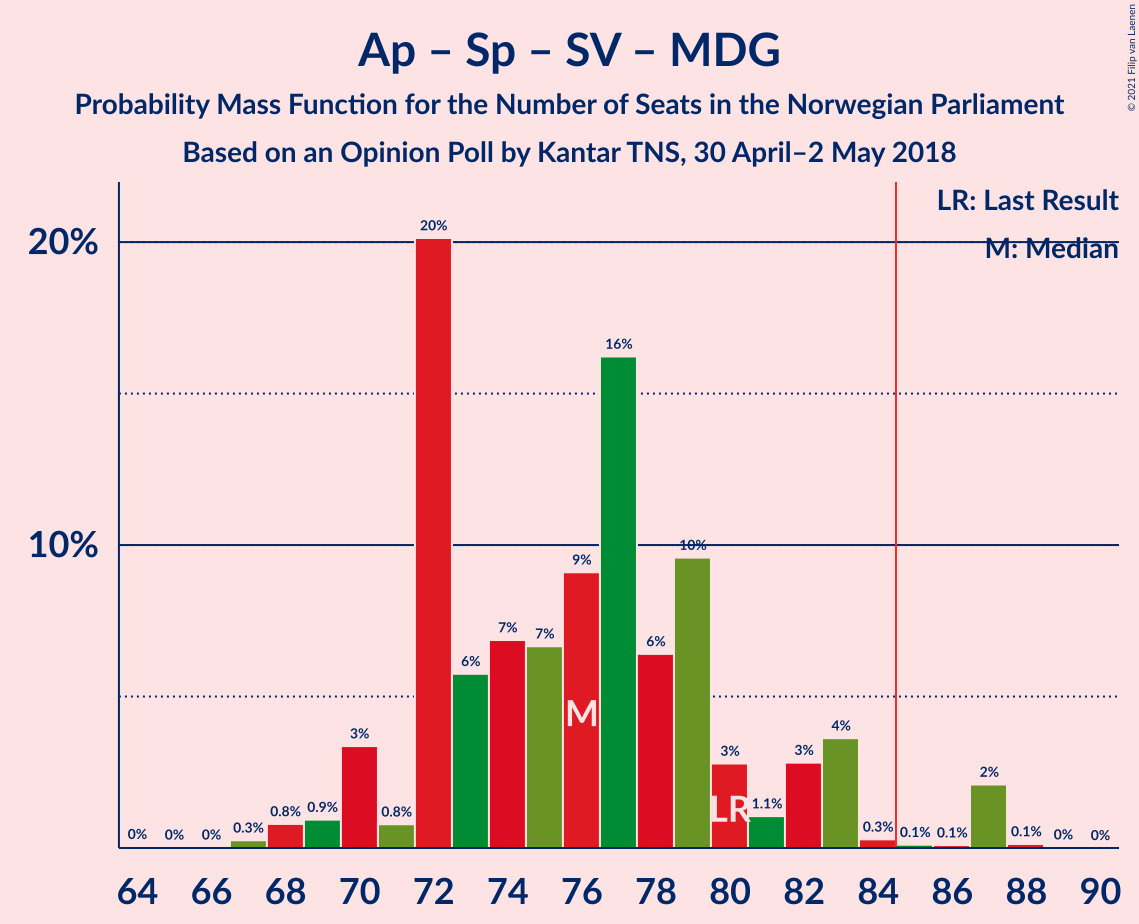 Ap – Sp – SV – MDG
Probability Mass Function for the Number of Seats in the Norwegian Parliament
Based on an Opinion Poll by Kantar TNS, 30 April–2 May 2018
© 2021 Filip van Laenen
LR: Last Result
M: Median
20%
10%
0% 0% 0% 0.3% 0.8% 0.9% 3% 0.8% 20% 6% 7% 7% 9% 16% 6% 10% 3% 1.1% 3% 4% 0.3% 0.1% 0.1% 2% 0.1% 0% 0%
M
LR
64 66 68 70 72 74 76 78 80 82 84 86 88 90